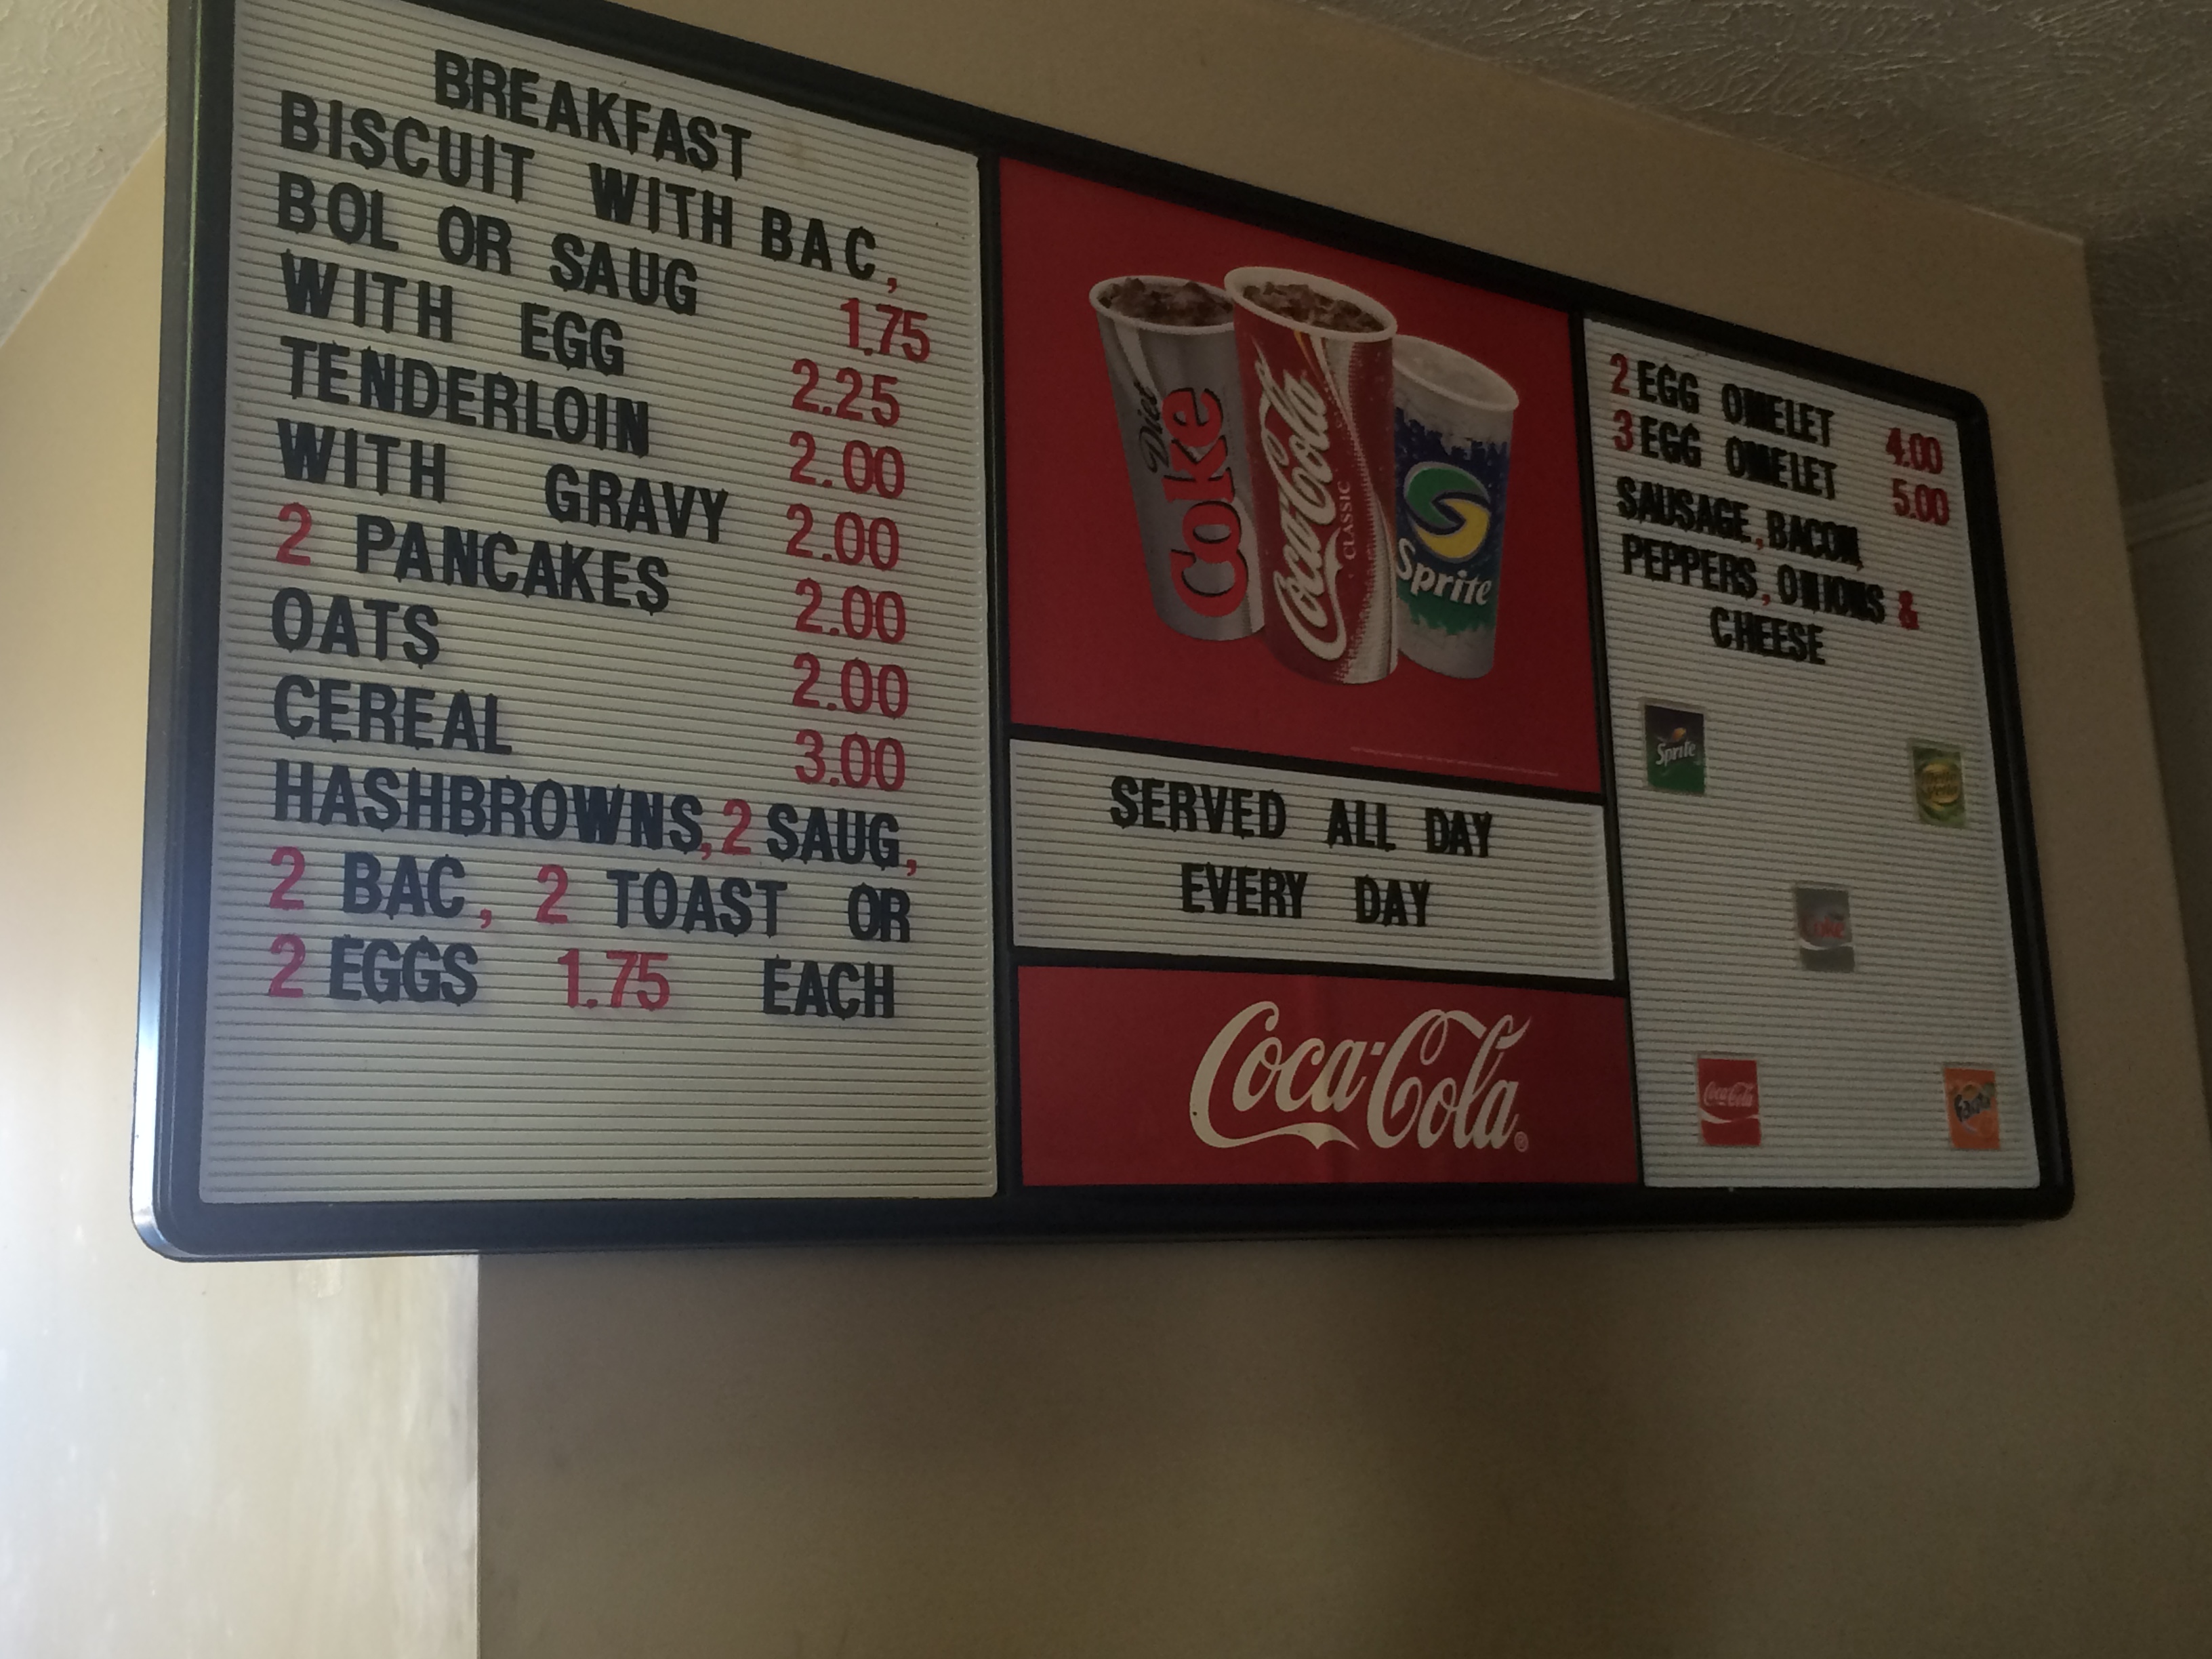 BREAKFAST
BISCUIT WITH BAC,
BOL OR SAUG 1.75
WITH EGG 2.25
TENDERLOIN 2.00
WITH GRAVY 2.00
2 PANCAKES 2.00
OATS 2.00
CEREAL 3.00
HASHBROWNS, 2 SAUG,
2 BAC, 2 TOAST OR
2 EGGS 1.75 EACH
Diet
Coke
Coca-Cola
CLASSIC
Sprite
SERVED ALL DAY
EVERY DAY
Coca-Cola®
2 EGG OMELET 4.00
3 EGG OMELET 5.00
SAUSAGE, BACON,
PEPPERS, ONIONS &
CHEESE
Sprite
Coke
Coca-Cola
Fanta